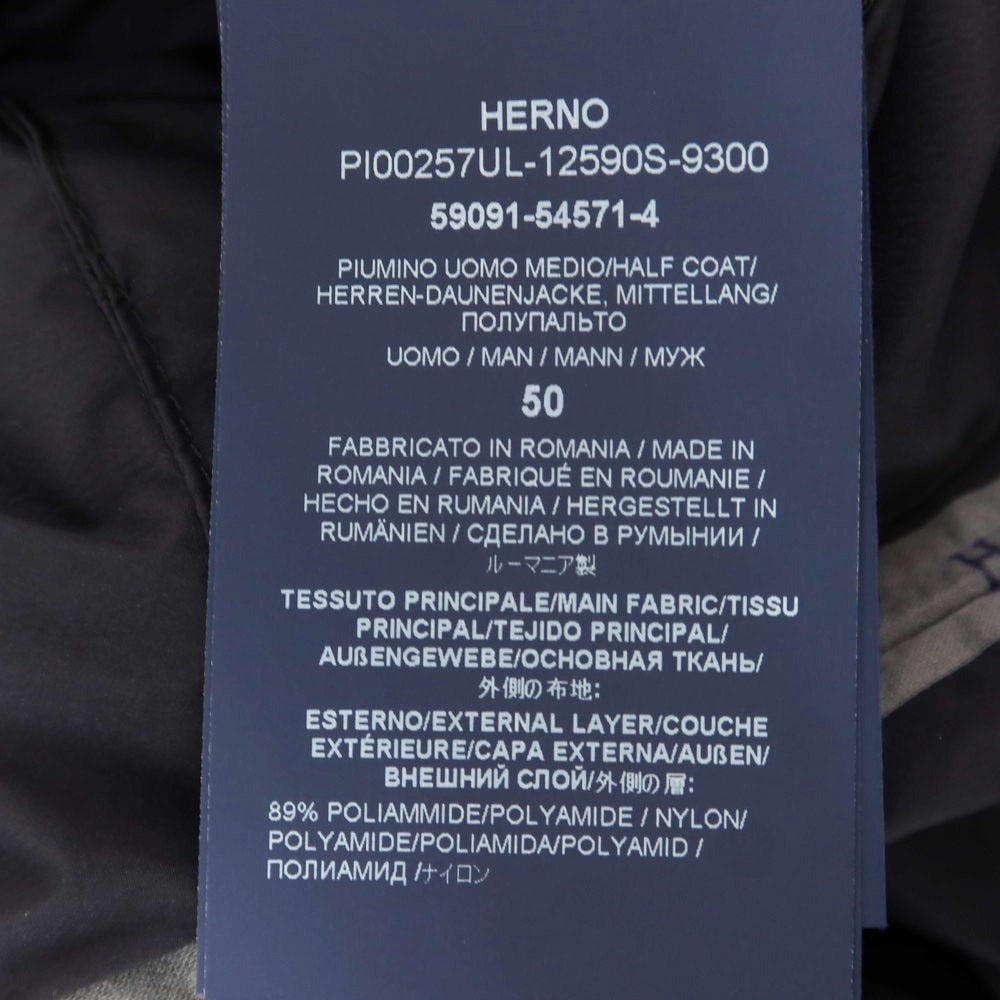 HERNO
PI00257UL-12590S-9300
59091-54571-4
PIUMINO UOMO MEDIO/HALF COAT/
HERREN-DAUNENJACKE, MITTELLANG/
ПОЛУПАЛЬТО
UOMO / MAN / MANN / МУЖ
50
FABBRICATO IN ROMANIA / MADE IN
ROMANIA / FABRIQUÉ EN ROUMANIE /
HECHO EN RUMANIA / HERGESTELLT IN
RUMÄNIEN / СДЕЛАНО В РУМЫНИИ /
ルーマニア製
TESSUTO PRINCIPALE/MAIN FABRIC/TISSU
PRINCIPAL/TEJIDO PRINCIPAL/
AUßENGEWEBE/ОСНОВНАЯ ТКАНЬ/
外側の布地:
ESTERNO/EXTERNAL LAYER/COUCHE
EXTÉRIEURE/CAPA EXTERNA/AUßEN/
ВНЕШНИЙ СЛОЙ/外側の層:
89% POLIAMMIDE/POLYAMIDE / NYLON/
POLYAMIDE/POLIAMIDA/POLYAMID /
ПОЛИАМИД /ナイロン